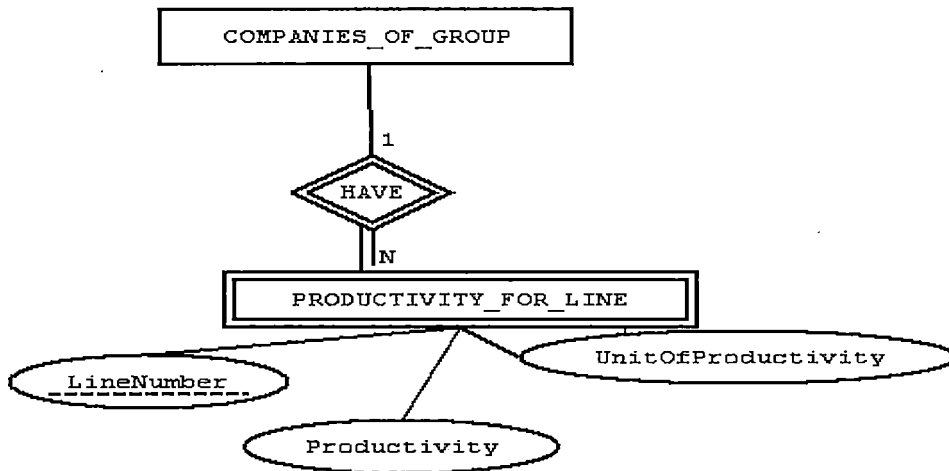 COMPANIES_OF_GROUP
1
HAVE
N
PRODUCTIVITY_FOR_LINE
UnitOfProductivity
LineNumber
Productivity